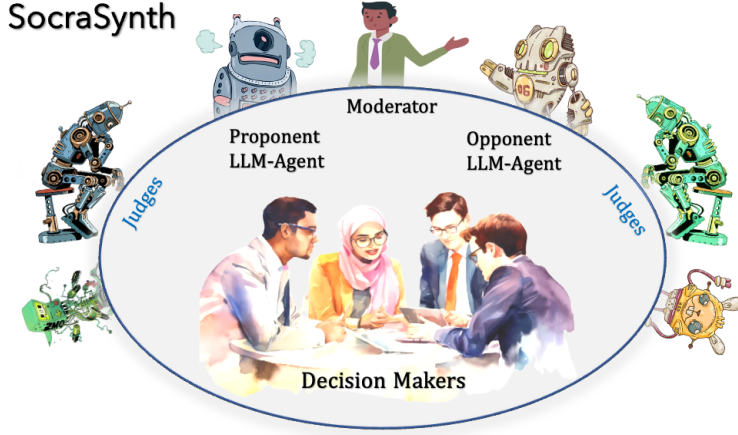 SocraSynth
Moderator
Proponent
LLM-Agent
Opponent
LLM-Agent
Judges
Judges
Decision Makers